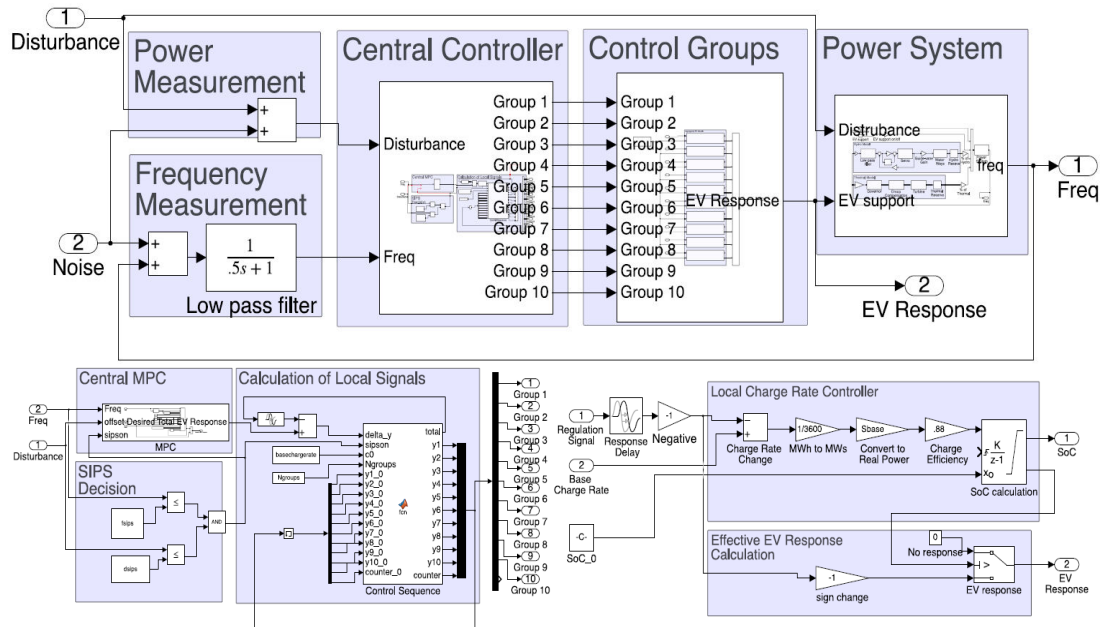 1
Disturbance
Power
Measurement
+
+
Frequency
Measurement
2
Noise
+
+
1
.5s + 1
Low pass filter
Central Controller
Disturbance
Freq
Group 1
Group 2
Group 3
Group 4
Group 5
Group 6
Group 7
Group 8
Group 9
Group 10
Control Groups
Group 1
Group 2
Group 3
Group 4
Group 5
Group 6
Group 7
Group 8
Group 9
Group 10
EV Response
Power System
Distrubance
EV support
freq
1
Freq
2
EV Response
Central MPC
2
Freq
1
Disturbance
Freq
offset
Desired Total EV Response
sipson
MPC
SIPS
Decision
fsips
≤
dsips
≤
AND
Calculation of Local Signals
−
+
basechargerate
Ngroups
delta_y
sipson
c0
Ngroups
y1_0
y2_0
y3_0
y4_0
y5_0
y6_0
y7_0
y8_0
y9_0
y10_0
counter_0
fcn
total
y1
y2
y3
y4
y5
y6
y7
y8
y9
y10
counter
Control Sequence
1
Group 1
2
Group 2
3
Group 3
4
Group 4
5
Group 5
6
Group 6
7
Group 7
8
Group 8
9
Group 9
10
Group 10
Local Charge Rate Controller
1
Regulation
Signal
Response
Delay
-1
Negative
2
Base
Charge Rate
-C-
SoC_0
−
+
Charge Rate
Change
1/3600
MWh to MWs
Sbase
Convert to
Real Power
.88
Charge
Efficiency
K
z-1
x₀
SoC calculation
1
SoC
Effective EV Response
Calculation
0
No response
-1
sign change
>
EV response
2
EV
Response